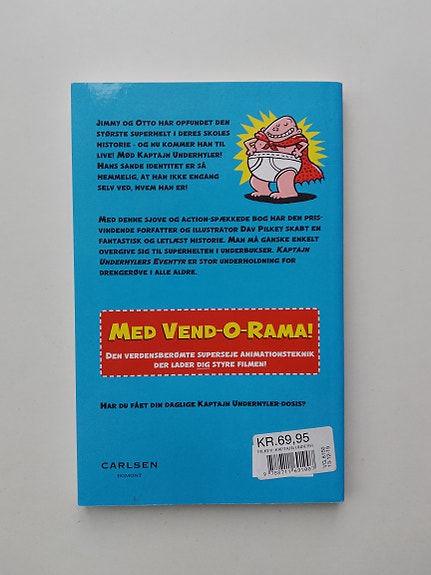 Jimmy og Otto har opfundet den
største superhelt i deres skoles
historie - og nu kommer han til
live! Mød Kaptajn Underhyler!
Hans sande identitet er så
hemmelig, at han ikke engang
selv ved, hvem han er!
Med denne sjove og action-spækkede bog har den pris-
vindende forfatter og illustrator Dav Pilkey skabt en
fantastisk og letlæst historie. Man må ganske enkelt
overgive sig til superhelten i underbukser. Kaptajn
Underhylers Eventyr er stor underholdning for
drengerøve i alle aldre.
Med Vend-O-Rama!
Den verdensberømte superseje animationsteknik
der lader dig styre filmen!
Har du fået din daglige Kaptajn Underhyler-dosis?
CARLSEN
EGMONT
KR.69,95